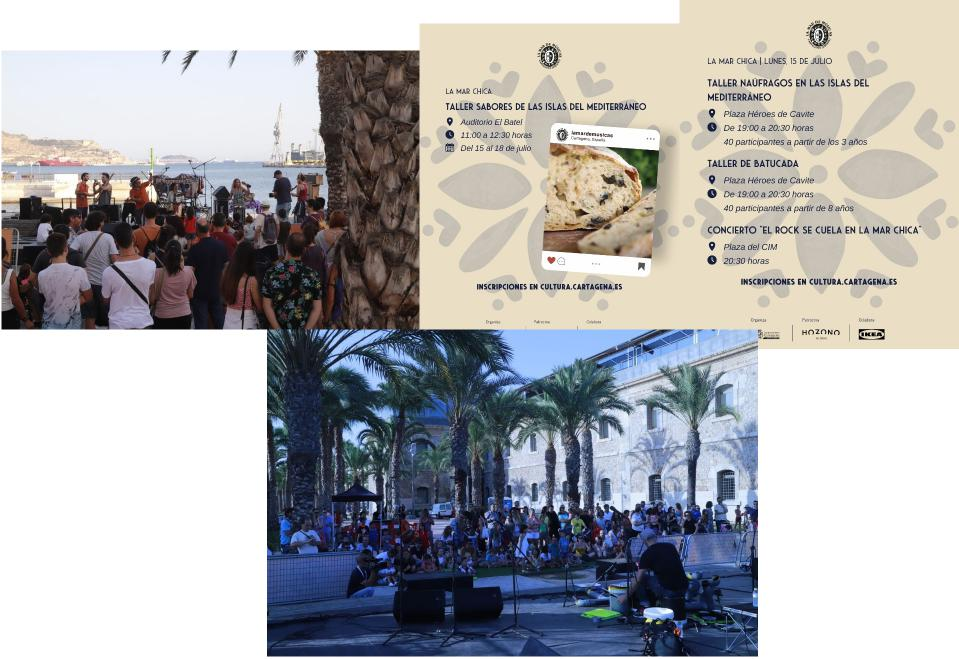 LA MAR CHICA
TALLER SABORES DE LAS ISLAS DEL MEDITERRÁNEO
Auditorio El Batel
11:00 a 12:30 horas
Del 15 al 18 de julio
lamardemusicas
Cartagena, España
INSCRIPCIONES EN CULTURA.CARTAGENA.ES
Organiza
Patrocina
Colabora
LA MAR CHICA | LUNES, 15 DE JULIO
TALLER NAÚFRAGOS EN LAS ISLAS DEL
MEDITERRÁNEO
Plaza Héroes de Cavite
De 19:00 a 20:30 horas
40 participantes a partir de los 3 años
TALLER DE BATUCADA
Plaza Héroes de Cavite
De 19:00 a 20:30 horas
40 participantes a partir de 8 años
CONCIERTO "EL ROCK SE CUELA EN LA MAR CHICA"
Plaza del CIM
20:30 horas
INSCRIPCIONES EN CULTURA.CARTAGENA.ES
Organiza
Patrocina
Colabora
HOZONO
IKEA